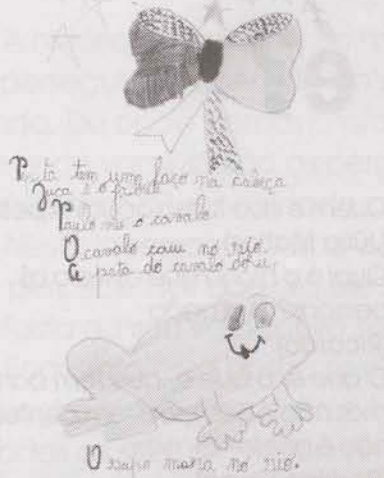 tem um laço na cabeça
Juca é o
Paulo viu o cavalo
O cavalo caiu no rio.
A pata do cavalo doeu
O sapo mora no rio.